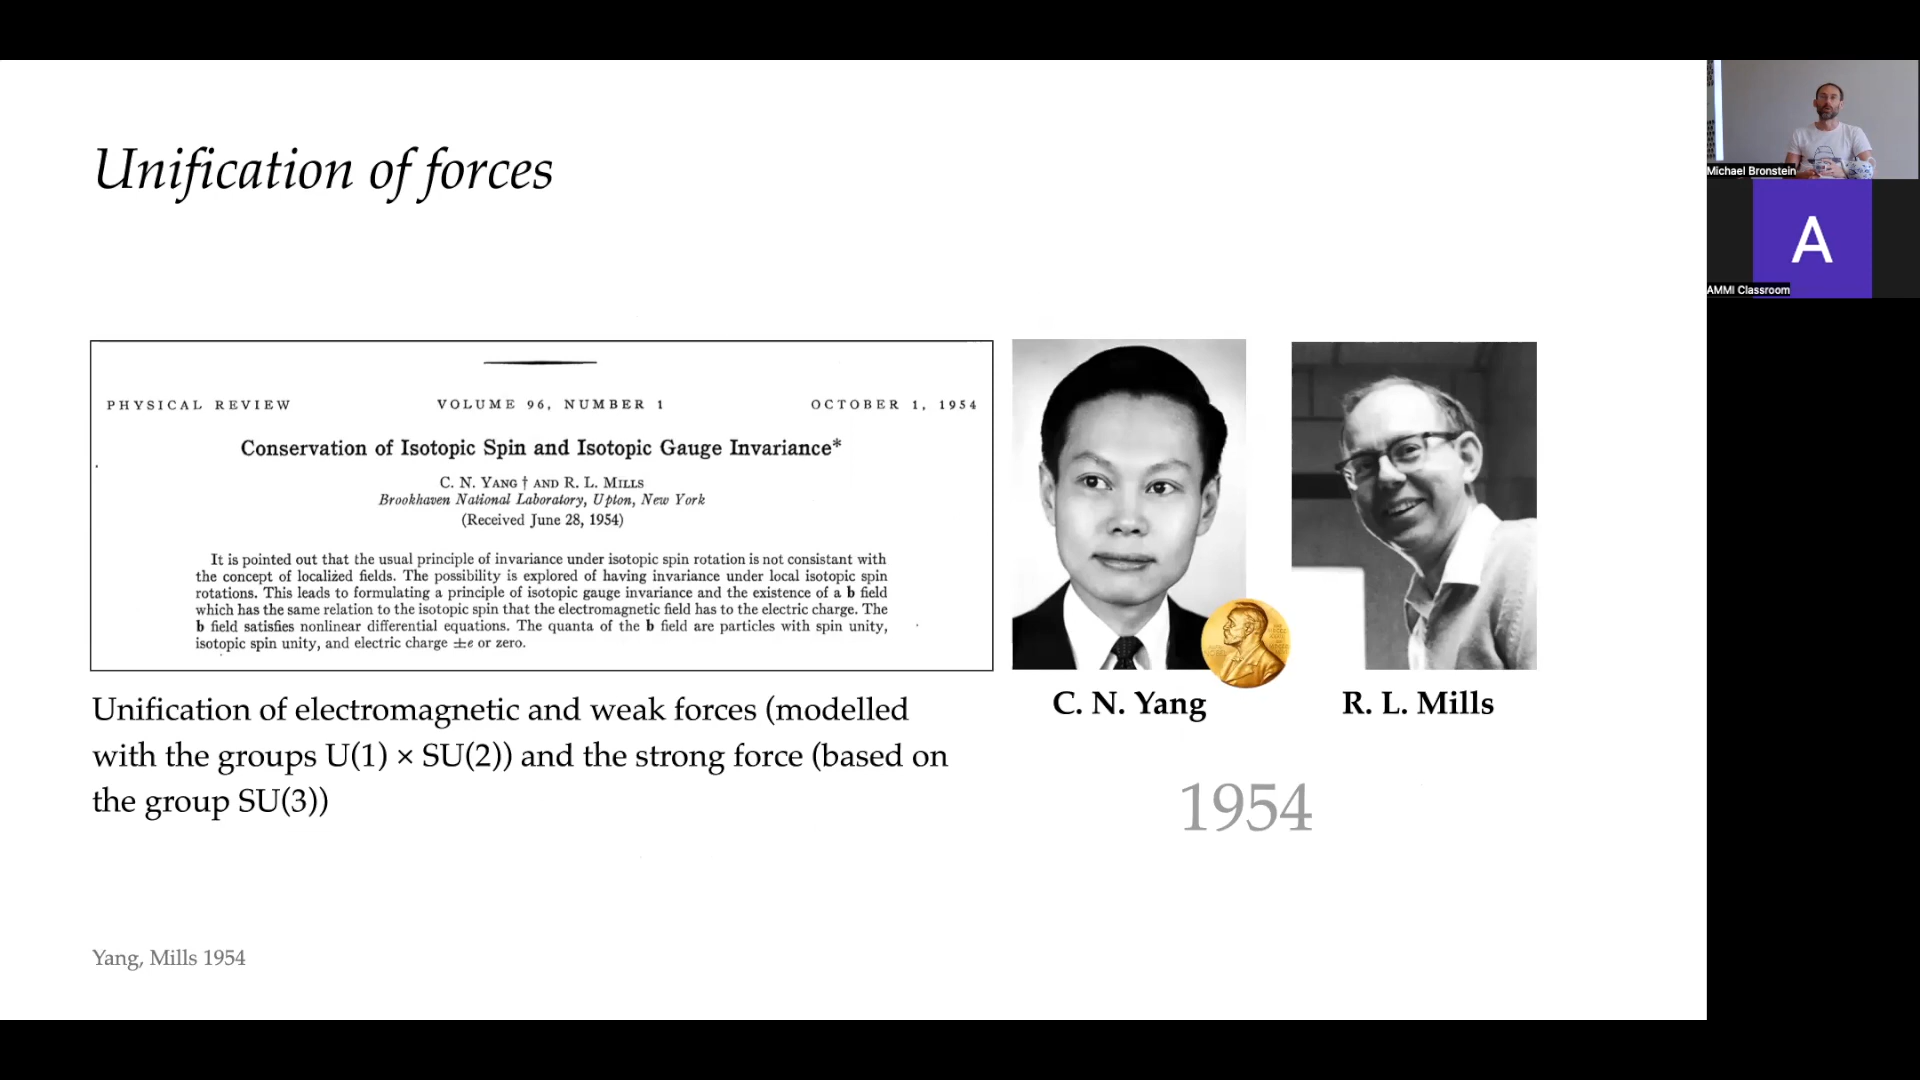 Unification of forces
PHYSICAL REVIEW VOLUME 96, NUMBER 1 OCTOBER 1, 1954
Conservation of Isotopic Spin and Isotopic Gauge Invariance*
C. N. YANG † AND R. L. MILLS
Brookhaven National Laboratory, Upton, New York
(Received June 28, 1954)
It is pointed out that the usual principle of invariance under isotopic spin rotation is not consistant with
the concept of localized fields. The possibility is explored of having invariance under local isotopic spin
rotations. This leads to formulating a principle of isotopic gauge invariance and the existence of a b field
which has the same relation to the isotopic spin that the electromagnetic field has to the electric charge. The
b field satisfies nonlinear differential equations. The quanta of the b field are particles with spin unity,
isotopic spin unity, and electric charge ±e or zero.
C. N. Yang
R. L. Mills
Unification of electromagnetic and weak forces (modelled
with the groups U(1) × SU(2)) and the strong force (based on
the group SU(3))
1954
Yang, Mills 1954
Michael Bronstein
A
AMMI Classroom